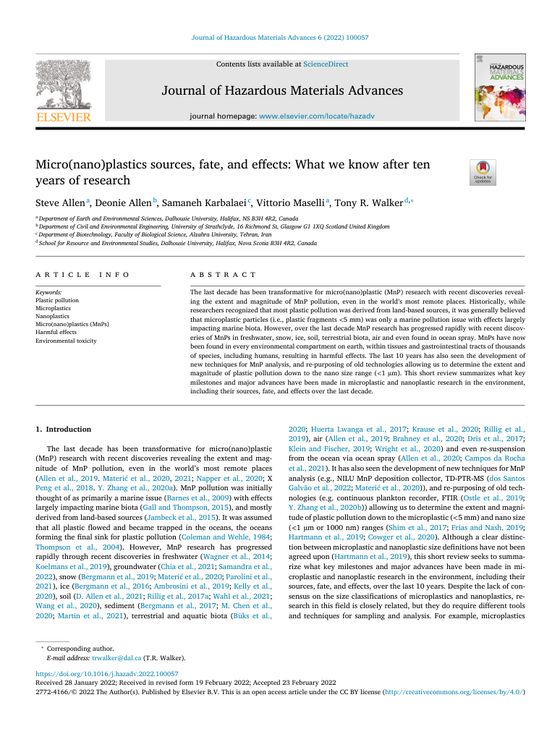 Journal of Hazardous Materials Advances 6 (2022) 100057
Contents lists available at ScienceDirect
Journal of Hazardous Materials Advances
journal homepage: www.elsevier.com/locate/hazadv
ELSEVIER
HAZARDOUS
MATERIALS
ADVANCES
Micro(nano)plastics sources, fate, and effects: What we know after ten
years of research
Check for
updates
Steve Allen a, Deonie Allen b, Samaneh Karbalaei c, Vittorio Maselli a, Tony R. Walker d,*
a Department of Earth and Environmental Sciences, Dalhousie University, Halifax, NS B3H 4R2, Canada
b Department of Civil and Environmental Engineering, University of Strathclyde, 16 Richmond St, Glasgow G1 1XQ Scotland United Kingdom
c Department of Biotechnology, Faculty of Biological Science, Alzahra University, Tehran, Iran
d School for Resource and Environmental Studies, Dalhousie University, Halifax, Nova Scotia B3H 4R2, Canada
ARTICLE INFO
Keywords:
Plastic pollution
Microplastics
Nanoplastics
Micro(nano)plastics (MnPs)
Harmful effects
Environmental toxicity
ABSTRACT
The last decade has been transformative for micro(nano)plastic (MnP) research with recent discoveries reveal-
ing the extent and magnitude of MnP pollution, even in the world's most remote places. Historically, while
researchers recognized that most plastic pollution was derived from land-based sources, it was generally believed
that microplastic particles (i.e., plastic fragments <5 mm) was only a marine pollution issue with effects largely
impacting marine biota. However, over the last decade MnP research has progressed rapidly with recent discov-
eries of MnPs in freshwater, snow, ice, soil, terrestrial biota, air and even found in ocean spray. MnPs have now
been found in every environmental compartment on earth, within tissues and gastrointestinal tracts of thousands
of species, including humans, resulting in harmful effects. The last 10 years has also seen the development of
new techniques for MnP analysis, and re-purposing of old technologies allowing us to determine the extent and
magnitude of plastic pollution down to the nano size range (<1 μm). This short review summarizes what key
milestones and major advances have been made in microplastic and nanoplastic research in the environment,
including their sources, fate, and effects over the last decade.
1. Introduction
The last decade has been transformative for micro(nano)plastic
(MnP) research with recent discoveries revealing the extent and mag-
nitude of MnP pollution, even in the world's most remote places
(Allen et al., 2019, Materić et al., 2020, 2021; Napper et al., 2020; X
Peng et al., 2018, Y. Zhang et al., 2020a). MnP pollution was initially
thought of as primarily a marine issue (Barnes et al., 2009) with effects
largely impacting marine biota (Gall and Thompson, 2015), and mostly
derived from land-based sources (Jambeck et al., 2015). It was assumed
that all plastic flowed and became trapped in the oceans, the oceans
forming the final sink for plastic pollution (Coleman and Wehle, 1984;
Thompson et al., 2004). However, MnP research has progressed
rapidly through recent discoveries in freshwater (Wagner et al., 2014;
Koelmans et al., 2019), groundwater (Chia et al., 2021; Samandra et al.,
2022), snow (Bergmann et al., 2019; Materić et al., 2020; Parolini et al.,
2021), ice (Bergmann et al., 2016; Ambrosini et al., 2019; Kelly et al.,
2020), soil (D. Allen et al., 2021; Rillig et al., 2017a; Wahl et al., 2021;
Wang et al., 2020), sediment (Bergmann et al., 2017; M. Chen et al.,
2020; Martin et al., 2021), terrestrial and aquatic biota (Büks et al.,
2020; Huerta Lwanga et al., 2017; Krause et al., 2020; Rillig et al.,
2019), air (Allen et al., 2019; Brahney et al., 2020; Dris et al., 2017;
Klein and Fischer, 2019; Wright et al., 2020) and even re-suspension
from the ocean via ocean spray (Allen et al., 2020; Campos da Rocha
et al., 2021). It has also seen the development of new techniques for MnP
analysis (e.g., NILU MnP deposition collector, TD-PTR-MS (dos Santos
Galvão et al., 2022; Materić et al., 2020)), and re-purposing of old tech-
nologies (e.g. continuous plankton recorder, FTIR (Ostle et al., 2019;
Y. Zhang et al., 2020b)) allowing us to determine the extent and magni-
tude of plastic pollution down to the microplastic (<5 mm) and nano size
(<1 μm or 1000 nm) ranges (Shim et al., 2017; Frias and Nash, 2019;
Hartmann et al., 2019; Cowger et al., 2020). Although a clear distinc-
tion between microplastic and nanoplastic size definitions have not been
agreed upon (Hartmann et al., 2019), this short review seeks to summa-
rize what key milestones and major advances have been made in mi-
croplastic and nanoplastic research in the environment, including their
sources, fate, and effects, over the last 10 years. Despite the lack of con-
sensus on the size classifications of microplastics and nanoplastics, re-
search in this field is closely related, but they do require different tools
and techniques for sampling and analysis. For example, microplastics
* Corresponding author.
E-mail address: trwalker@dal.ca (T.R. Walker).
https://doi.org/10.1016/j.hazadv.2022.100057
Received 28 January 2022; Received in revised form 19 February 2022; Accepted 23 February 2022
2772-4166/© 2022 The Author(s). Published by Elsevier B.V. This is an open access article under the CC BY license (http://creativecommons.org/licenses/by/4.0/)